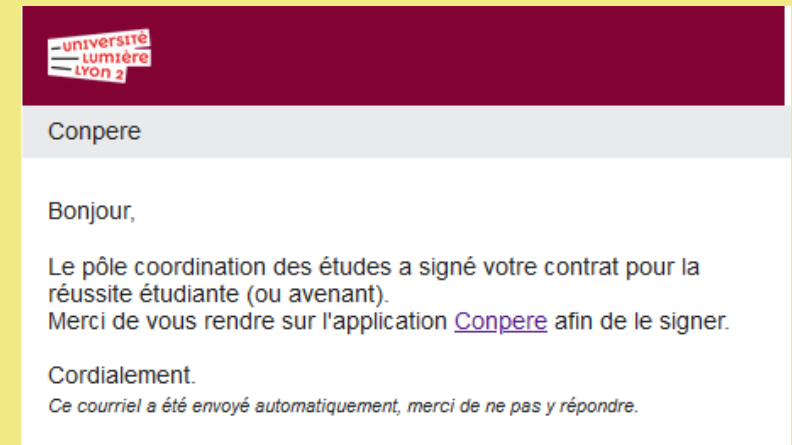 université
Lumière
Lyon 2
Conpere
Bonjour,
Le pôle coordination des études a signé votre contrat pour la
réussite étudiante (ou avenant).
Merci de vous rendre sur l'application Conpere afin de le signer.
Cordialement.
Ce courriel a été envoyé automatiquement, merci de ne pas y répondre.